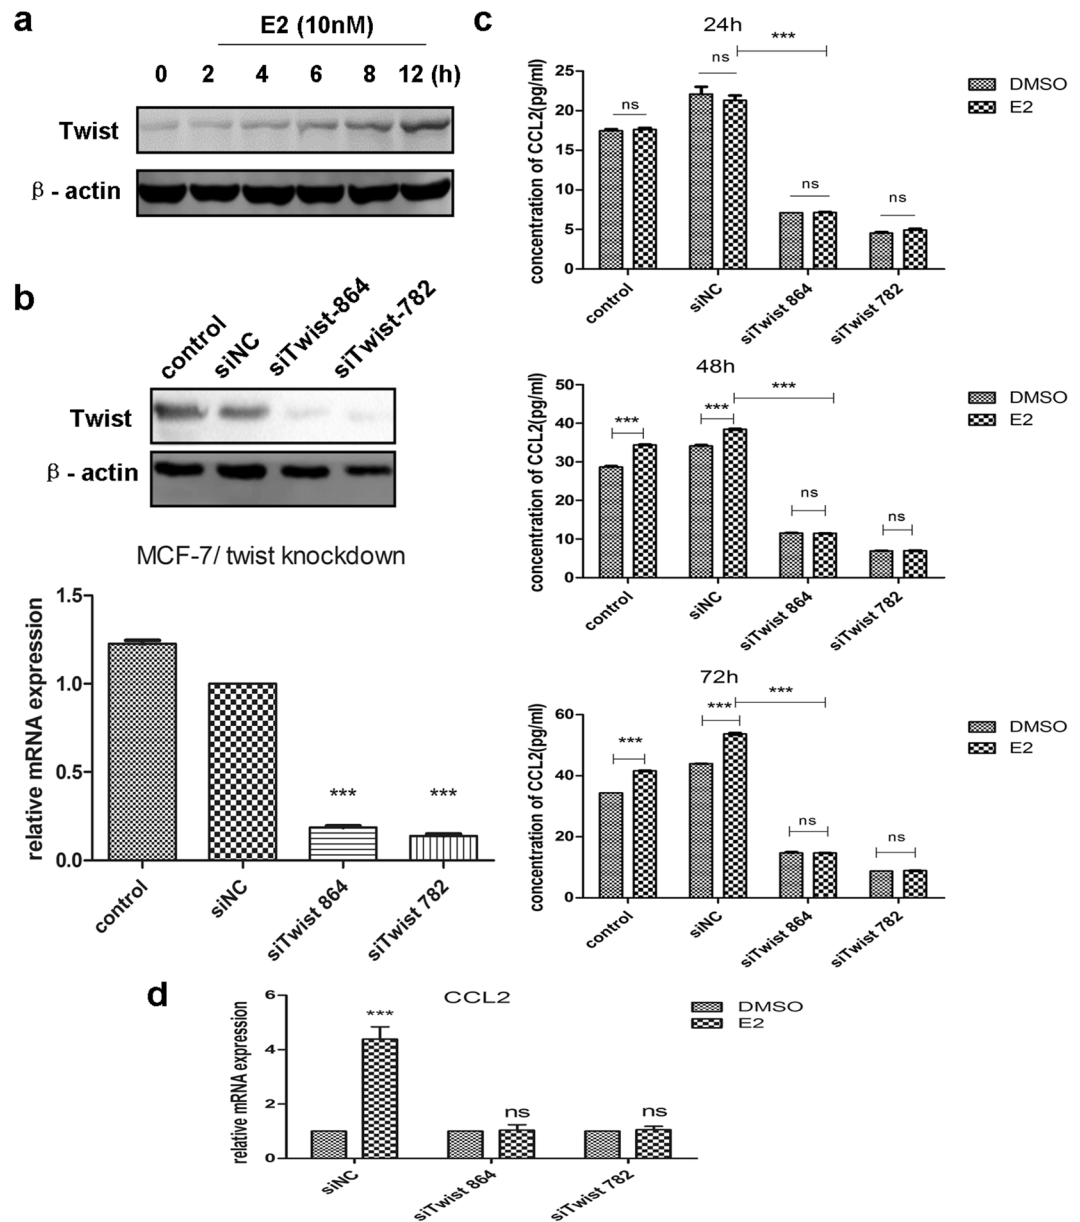 a
E2 (10nM)
0 2 4 6 8 12 (h)
Twist
β - actin
b
control
siNC
siTwist-864
siTwist-782
Twist
β - actin
MCF-7/ twist knockdown
relative mRNA expression
1.5
1.0
0.5
0.0
*** ***
control
siNC
siTwist 864
siTwist 782
c
24h
***
ns
ns
ns
ns
DMSO
E2
concentration of CCL2(pg/ml)
25
20
15
10
5
0
control
siNC
siTwist 864
siTwist 782
48h
***
***
***
ns
ns
DMSO
E2
concentration of CCL2(pg/ml)
50
40
30
20
10
0
control
siNC
siTwist 864
siTwist 782
72h
***
***
***
ns
ns
DMSO
E2
concentration of CCL2(pg/ml)
60
40
20
0
control
siNC
siTwist 864
siTwist 782
d
CCL2
***
ns
ns
DMSO
E2
relative mRNA expression
6
4
2
0
siNC
siTwist 864
siTwist 782